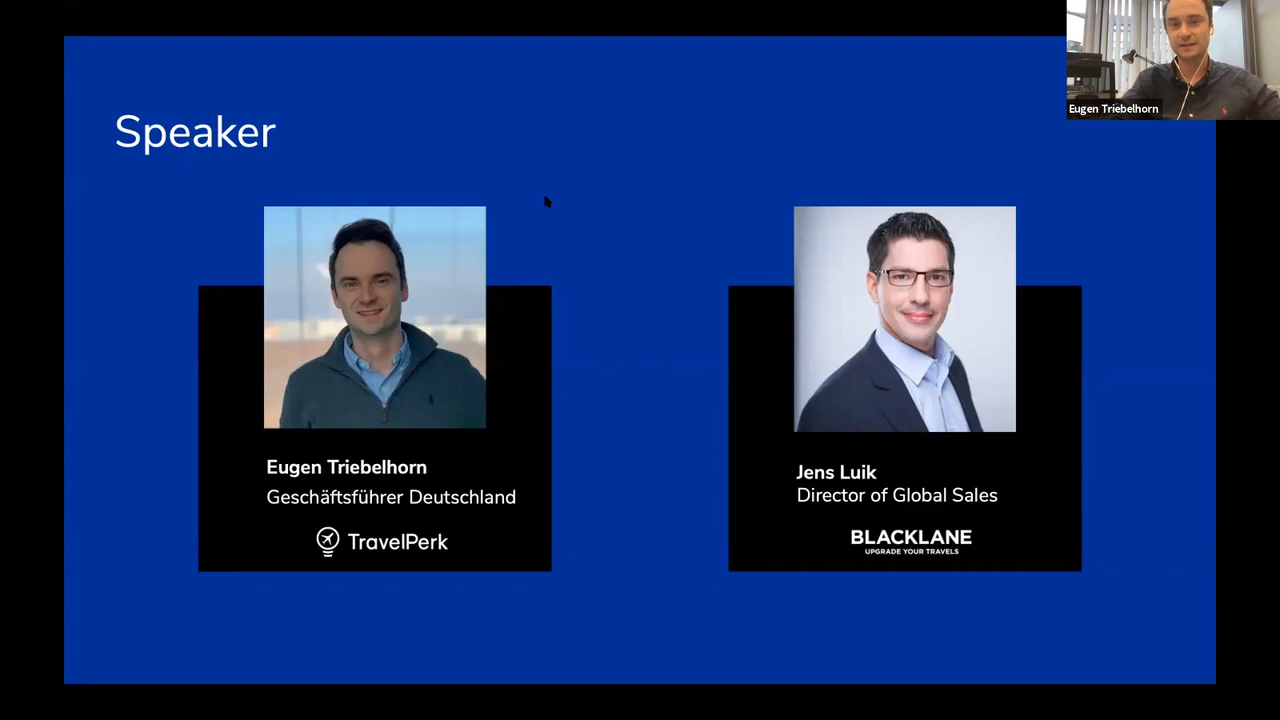 Eugen Triebelhorn
Speaker
Eugen Triebelhorn
Geschäftsführer Deutschland
TravelPerk
Jens Luik
Director of Global Sales
BLACKLANE
UPGRADE YOUR TRAVELS